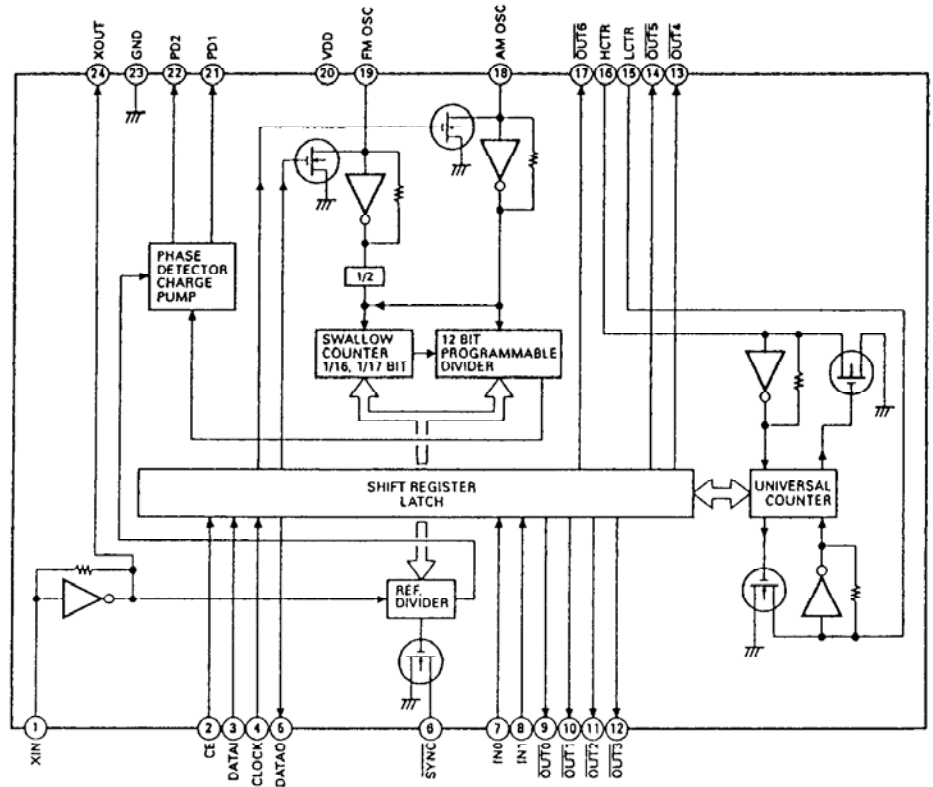 XOUT
GND
PD2
PD1
VDD
FM OSC
AM OSC
OUT6
HCTR
LCTR
OUT5
OUT4
24
23
22
21
20
19
18
17
16
15
14
13
PHASE
DETECTOR
CHARGE
PUMP
1/2
SWALLOW
COUNTER
1/16, 1/17 BIT
12 BIT
PROGRAMMABLE
DIVIDER
SHIFT REGISTER
LATCH
UNIVERSAL
COUNTER
REF.
DIVIDER
1
2
3
4
5
6
7
8
9
10
11
12
XIN
CE
DATAI
CLOCK
DATAO
SYNC
IN0
IN1
OUT0
OUT1
OUT2
OUT3